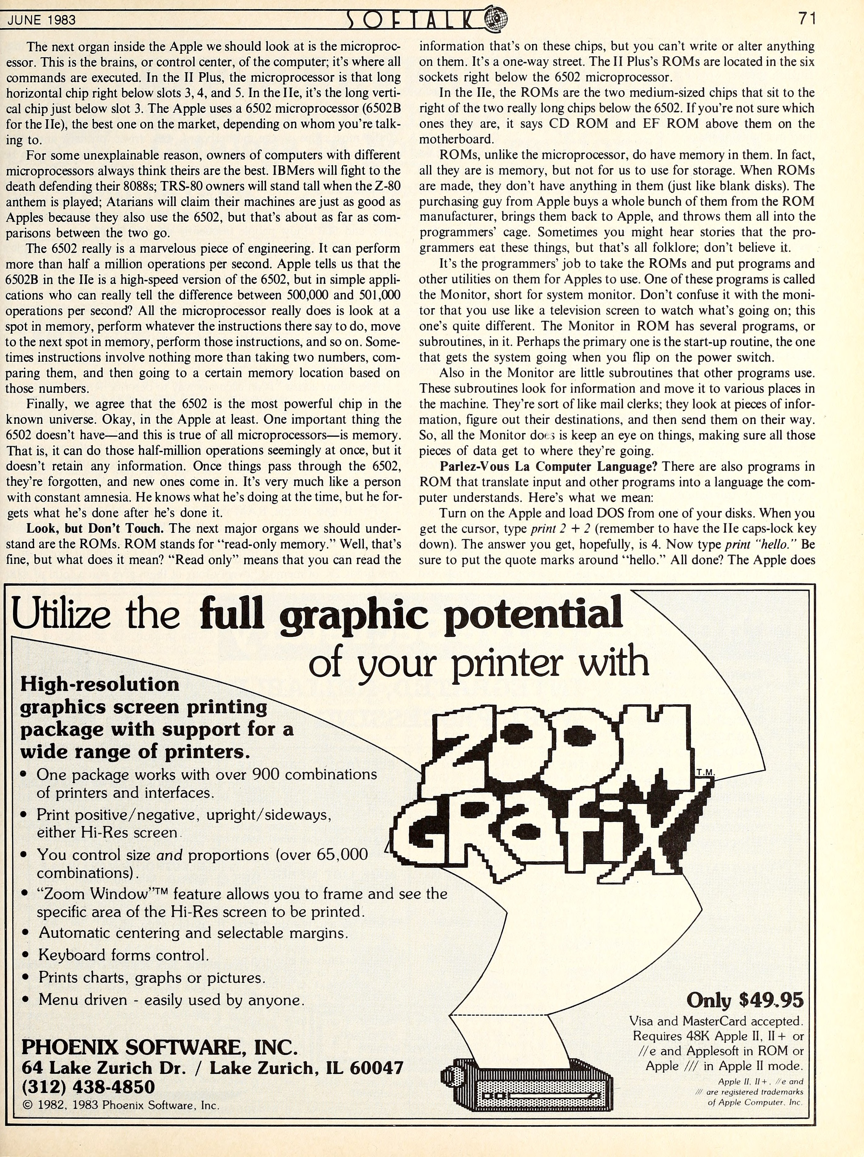 JUNE 1983
SOFTALK
71
The next organ inside the Apple we should look at is the microproc-
essor. This is the brains, or control center, of the computer; it's where all
commands are executed. In the II Plus, the microprocessor is that long
horizontal chip right below slots 3, 4, and 5. In the IIe, it's the long verti-
cal chip just below slot 3. The Apple uses a 6502 microprocessor (6502B
for the IIe), the best one on the market, depending on whom you're talk-
ing to.
For some unexplainable reason, owners of computers with different
microprocessors always think theirs are the best. IBMers will fight to the
death defending their 8088s; TRS-80 owners will stand tall when the Z-80
anthem is played; Atarians will claim their machines are just as good as
Apples because they also use the 6502, but that's about as far as com-
parisons between the two go.
The 6502 really is a marvelous piece of engineering. It can perform
more than half a million operations per second. Apple tells us that the
6502B in the IIe is a high-speed version of the 6502, but in simple appli-
cations who can really tell the difference between 500,000 and 501,000
operations per second? All the microprocessor really does is look at a
spot in memory, perform whatever the instructions there say to do, move
to the next spot in memory, perform those instructions, and so on. Some-
times instructions involve nothing more than taking two numbers, com-
paring them, and then going to a certain memory location based on
those numbers.
Finally, we agree that the 6502 is the most powerful chip in the
known universe. Okay, in the Apple at least. One important thing the
6502 doesn't have—and this is true of all microprocessors—is memory.
That is, it can do those half-million operations seemingly at once, but it
doesn't retain any information. Once things pass through the 6502,
they're forgotten, and new ones come in. It's very much like a person
with constant amnesia. He knows what he's doing at the time, but he for-
gets what he's done after he's done it.
Look, but Don't Touch. The next major organs we should under-
stand are the ROMs. ROM stands for "read-only memory." Well, that's
fine, but what does it mean? "Read only" means that you can read the
information that's on these chips, but you can't write or alter anything
on them. It's a one-way street. The II Plus's ROMs are located in the six
sockets right below the 6502 microprocessor.
In the IIe, the ROMs are the two medium-sized chips that sit to the
right of the two really long chips below the 6502. If you're not sure which
ones they are, it says CD ROM and EF ROM above them on the
motherboard.
ROMs, unlike the microprocessor, do have memory in them. In fact,
all they are is memory, but not for us to use for storage. When ROMs
are made, they don't have anything in them (just like blank disks). The
purchasing guy from Apple buys a whole bunch of them from the ROM
manufacturer, brings them back to Apple, and throws them all into the
programmers' cage. Sometimes you might hear stories that the pro-
grammers eat these things, but that's all folklore; don't believe it.
It's the programmers' job to take the ROMs and put programs and
other utilities on them for Apples to use. One of these programs is called
the Monitor, short for system monitor. Don't confuse it with the moni-
tor that you use like a television screen to watch what's going on; this
one's quite different. The Monitor in ROM has several programs, or
subroutines, in it. Perhaps the primary one is the start-up routine, the one
that gets the system going when you flip on the power switch.
Also in the Monitor are little subroutines that other programs use.
These subroutines look for information and move it to various places in
the machine. They're sort of like mail clerks; they look at pieces of infor-
mation, figure out their destinations, and then send them on their way.
So, all the Monitor does is keep an eye on things, making sure all those
pieces of data get to where they're going.
Parlez-Vous La Computer Language? There are also programs in
ROM that translate input and other programs into a language the com-
puter understands. Here's what we mean:
Turn on the Apple and load DOS from one of your disks. When you
get the cursor, type print 2 + 2 (remember to have the IIe caps-lock key
down). The answer you get, hopefully, is 4. Now type print "hello." Be
sure to put the quote marks around "hello." All done? The Apple does
Utilize the full graphic potential
of your printer with
ZOOM
GRafix
T.M.
High-resolution
graphics screen printing
package with support for a
wide range of printers.
• One package works with over 900 combinations
of printers and interfaces.
• Print positive/negative, upright/sideways,
either Hi-Res screen.
• You control size and proportions (over 65,000
combinations).
• "Zoom Window"™ feature allows you to frame and see the
specific area of the Hi-Res screen to be printed.
• Automatic centering and selectable margins.
• Keyboard forms control.
• Prints charts, graphs or pictures.
• Menu driven - easily used by anyone.
PHOENIX SOFTWARE, INC.
64 Lake Zurich Dr. / Lake Zurich, IL 60047
(312) 438-4850
© 1982, 1983 Phoenix Software, Inc.
Only $49.95
Visa and MasterCard accepted.
Requires 48K Apple II, II+ or
//e and Applesoft in ROM or
Apple /// in Apple II mode.
Apple II, II+, //e and
/// are registered trademarks
of Apple Computer, Inc.